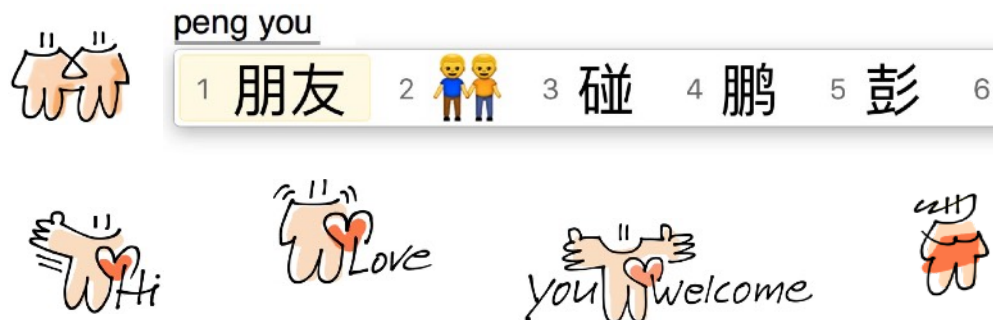 peng you
1 朋友 2 👬 3 碰 4 鹏 5 彭 6
Hi
Love
you welcome